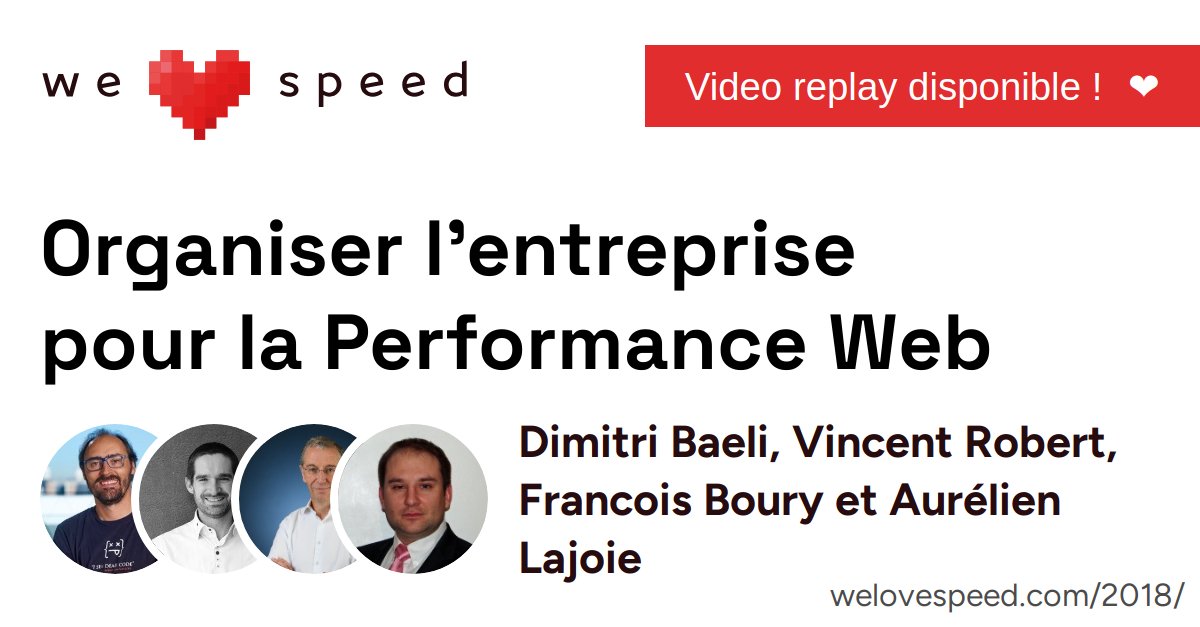 we ❤ speed
Video replay disponible ! ❤
Organiser l’entreprise
pour la Performance Web
Dimitri Baeli, Vincent Robert,
Francois Boury et Aurélien
Lajoie
welovespeed.com/2018/